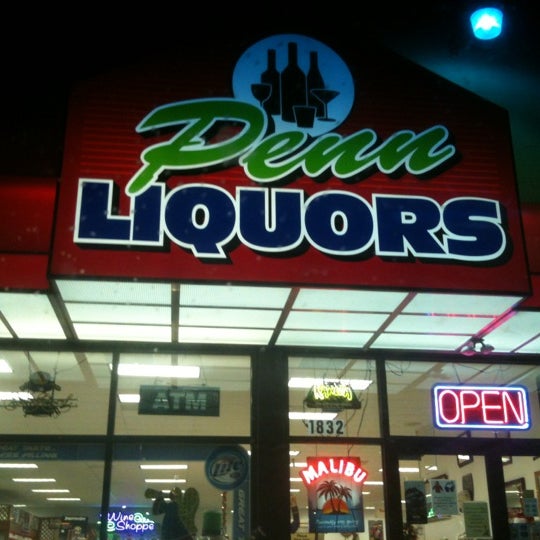 Penn
LIQUORS
ATM
1832
OPEN
MALIBU
Wine@
Shoppe